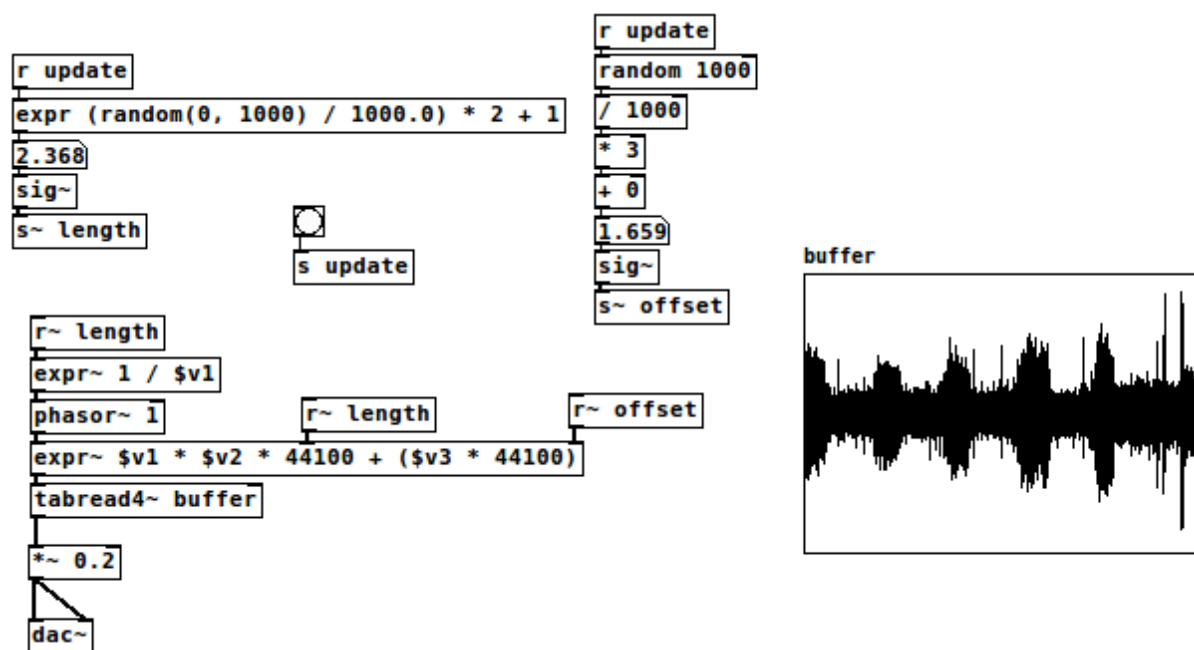 r update
expr (random(0, 1000) / 1000.0) * 2 + 1
2.368
sig~
s~ length
s update
r update
random 1000
/ 1000
* 3
+ 0
1.659
sig~
s~ offset
buffer
r~ length
expr~ 1 / $v1
phasor~ 1
r~ length
r~ offset
expr~ $v1 * $v2 * 44100 + ($v3 * 44100)
tabread4~ buffer
*~ 0.2
dac~